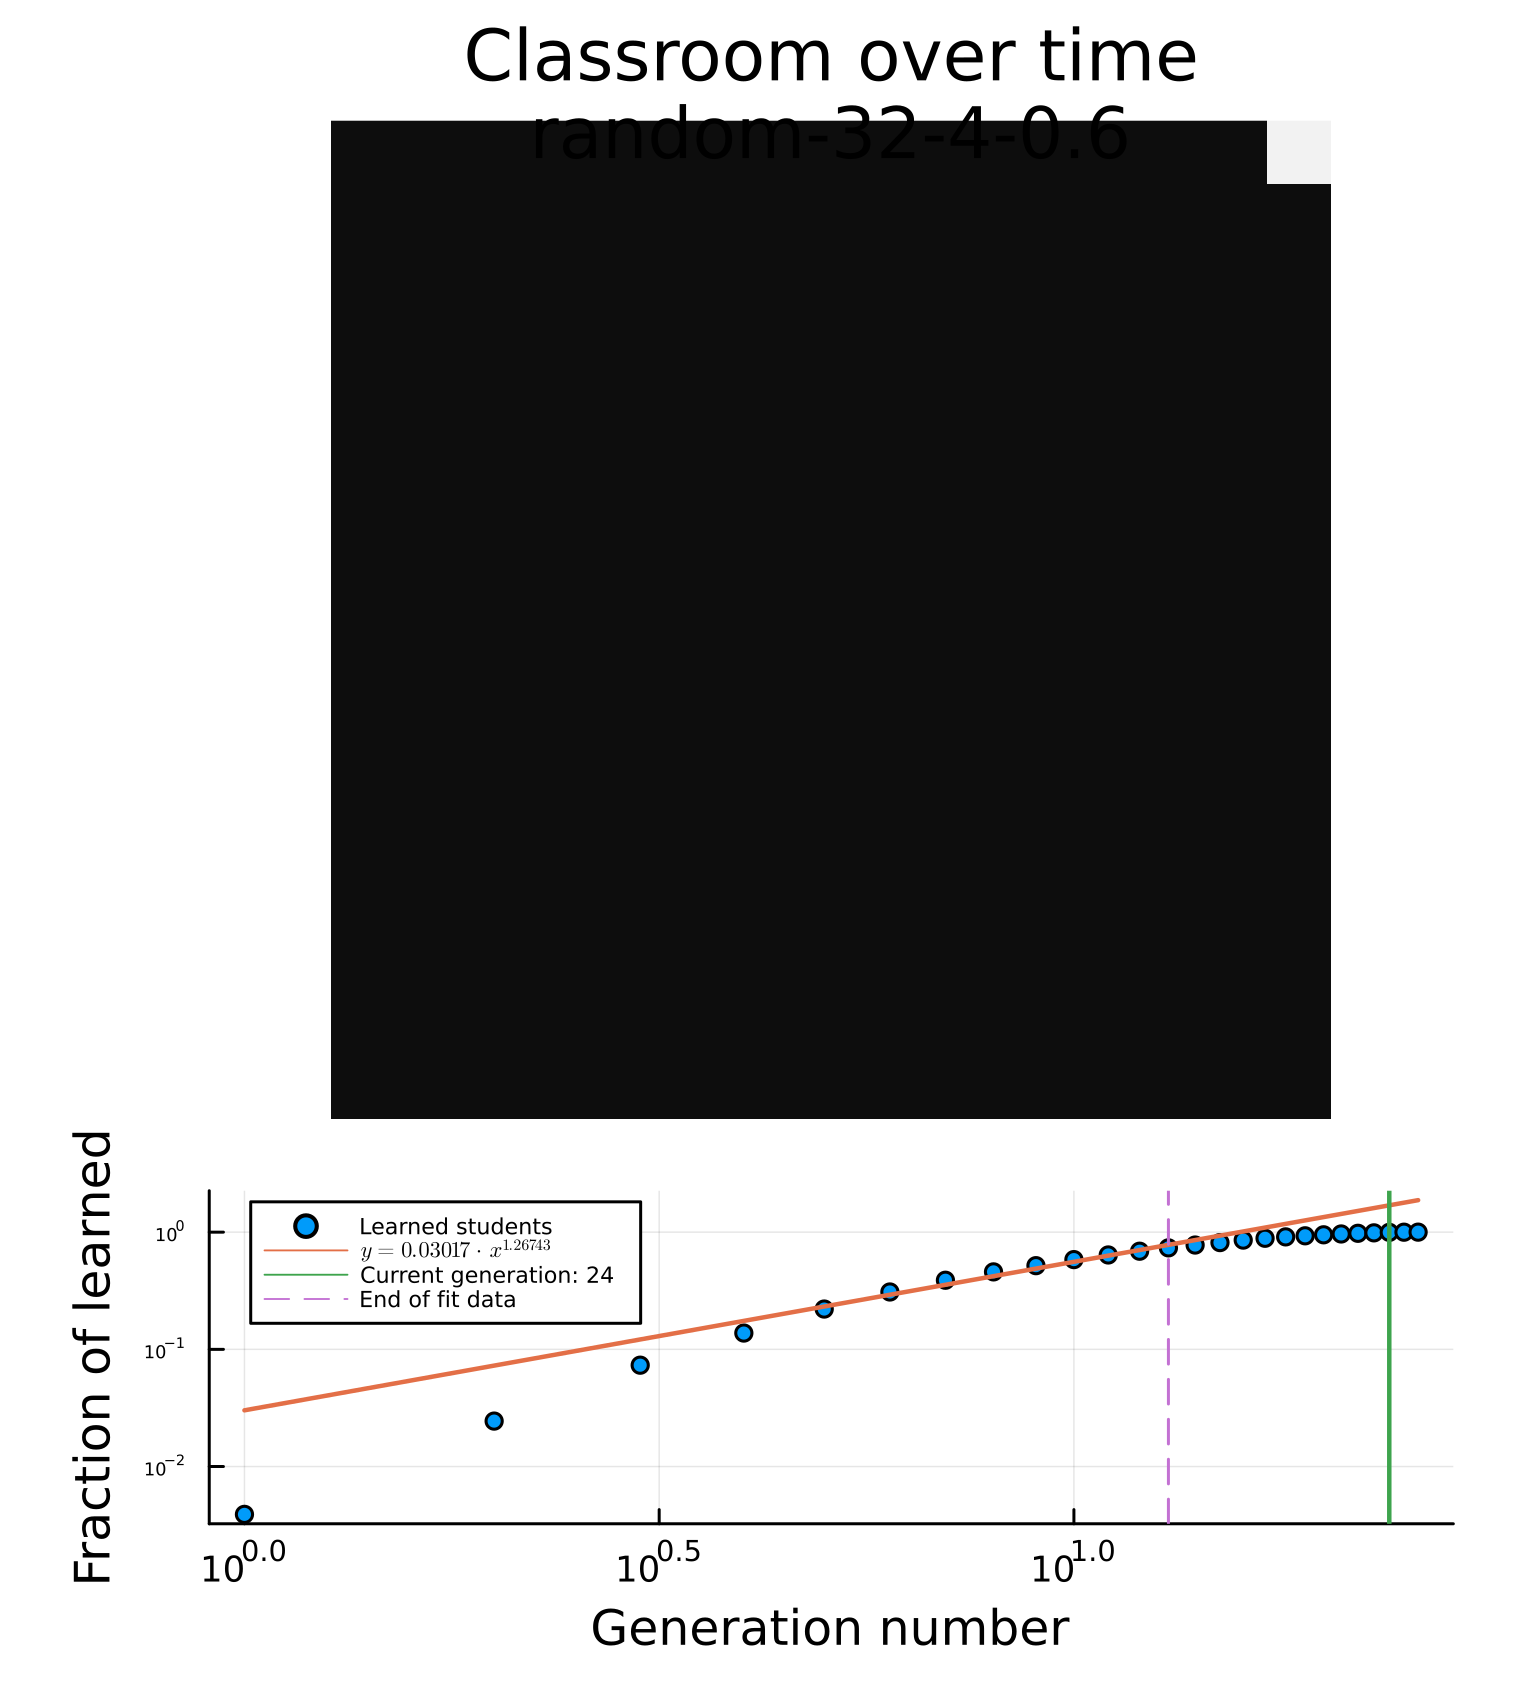 Classroom over time
random-32-4-0.6
Fraction of learned
10⁰
10⁻¹
10⁻²
Learned students
y = 0.03017 · x^1.26743
Current generation: 24
End of fit data
10^0.0
10^0.5
10^1.0
Generation number